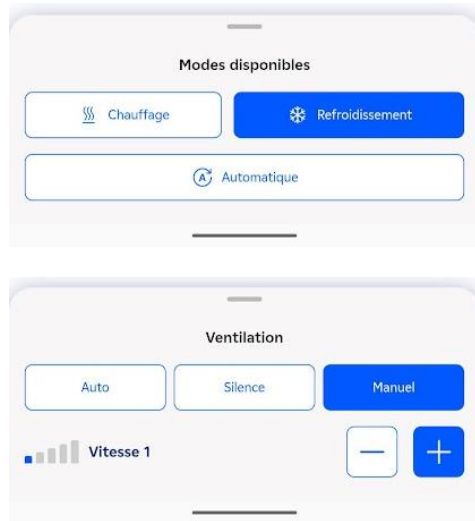 Modes disponibles
Chauffage
Refroidissement
Automatique
Ventilation
Auto
Silence
Manuel
Vitesse 1